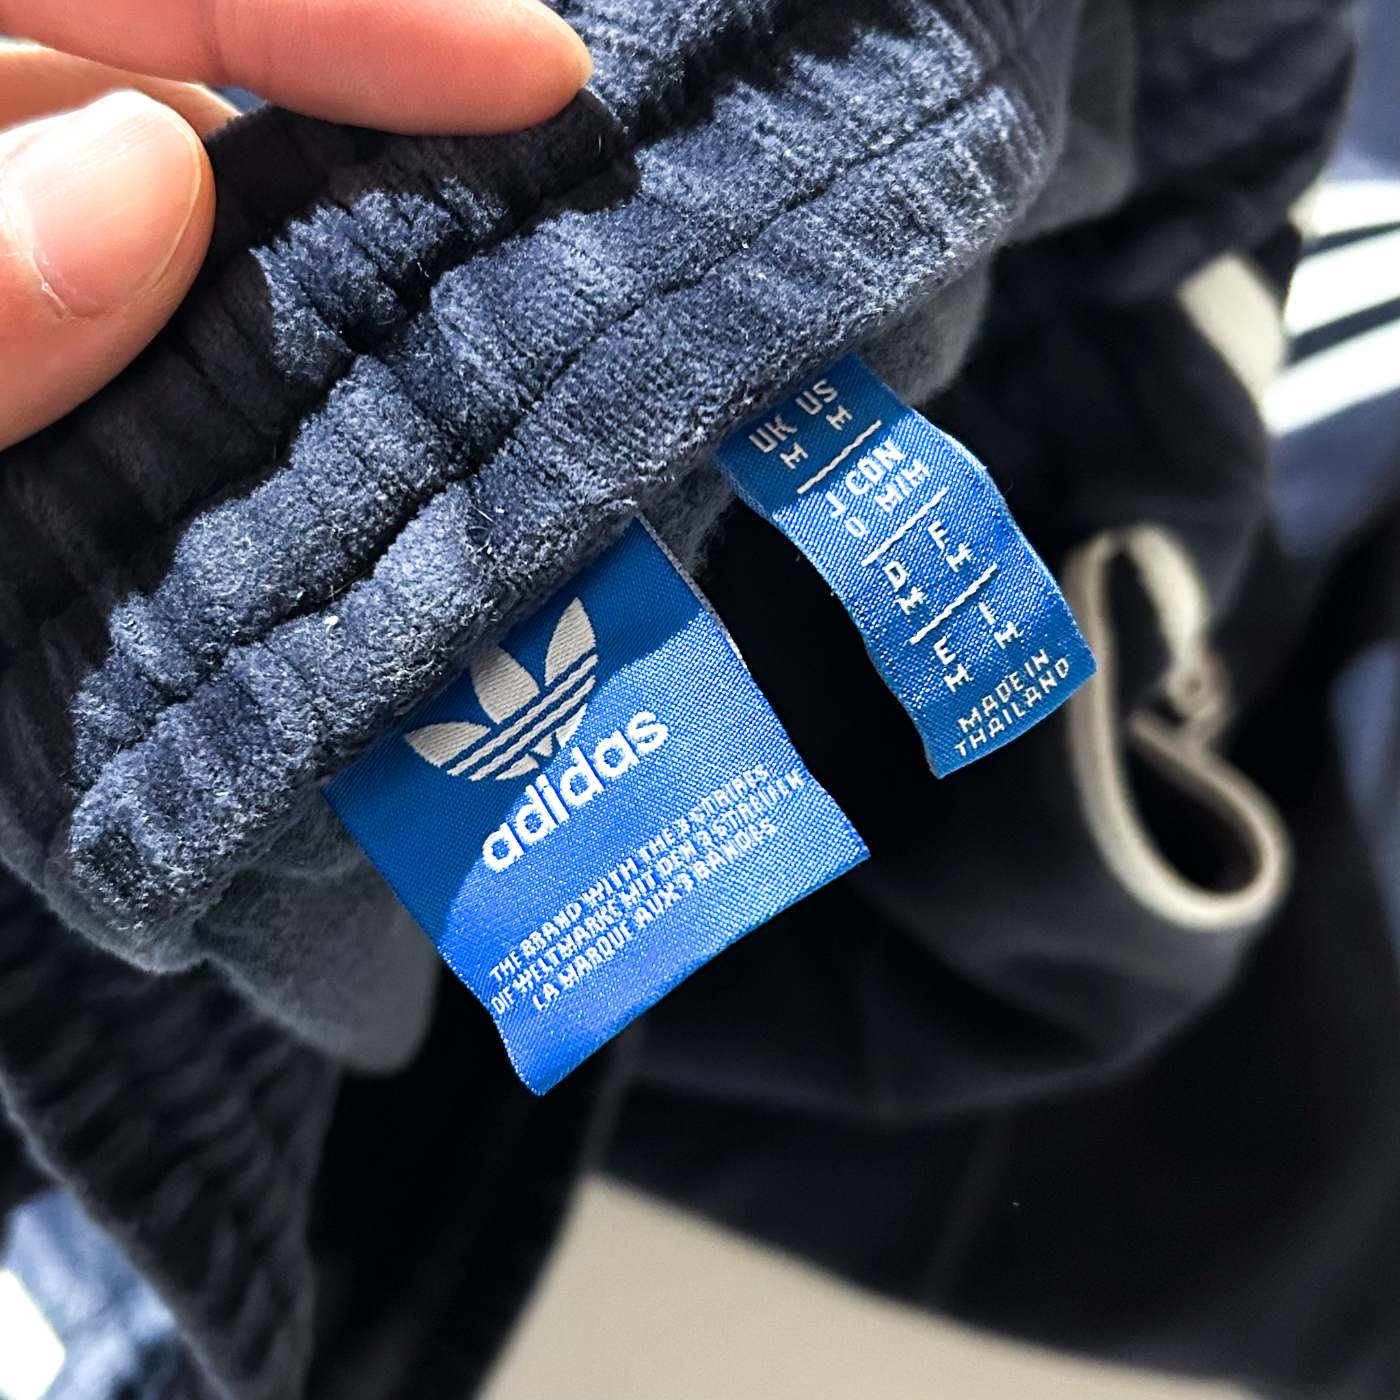 adidas
THE BRAND WITH THE 3 STRIPES
DIE WELTMARKE MIT DEN 3 STREIFEN
LA MARQUE AUX 3 BANDES
UK US
M M
J CON
O
D F
M M
E I
M M
MADE IN
THAILAND